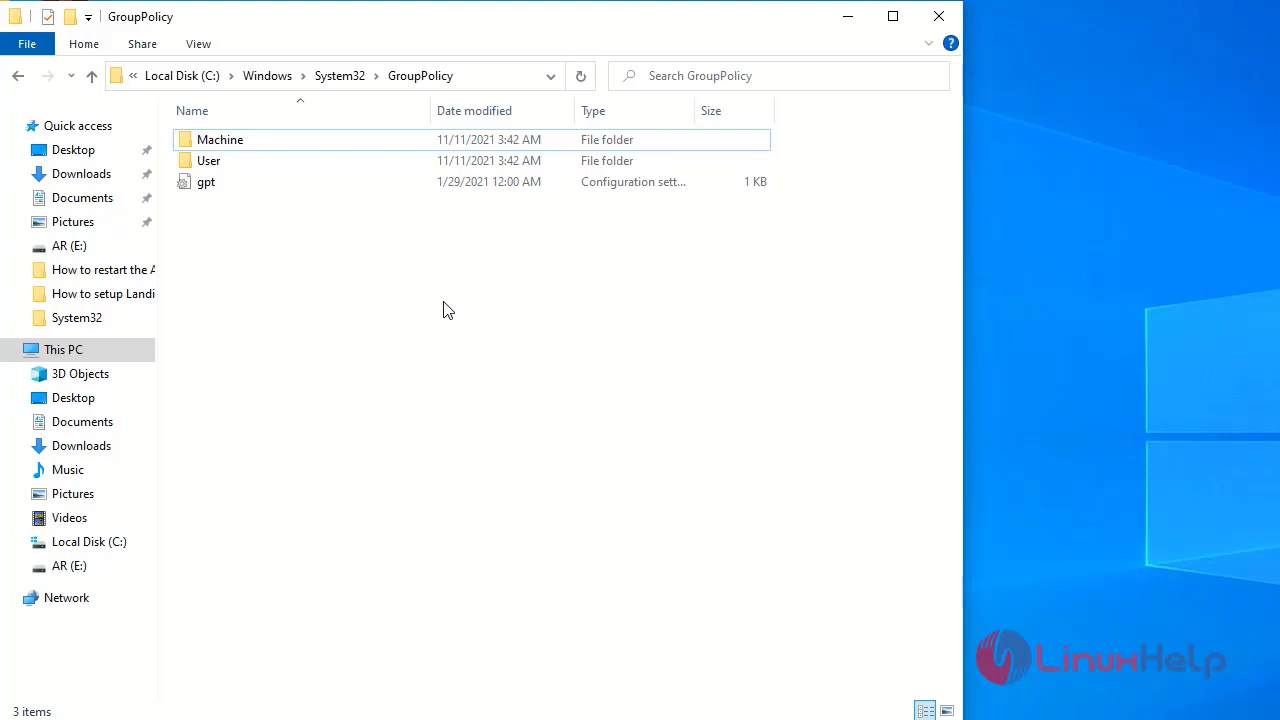 GroupPolicy
File Home Share View
« Local Disk (C:) Windows System32 GroupPolicy
Search GroupPolicy
Name Date modified Type Size
Machine 11/11/2021 3:42 AM File folder
User 11/11/2021 3:42 AM File folder
gpt 1/29/2021 12:00 AM Configuration sett... 1 KB
Quick access
Desktop
Downloads
Documents
Pictures
AR (E:)
How to restart the A
How to setup Landi
System32
This PC
3D Objects
Desktop
Documents
Downloads
Music
Pictures
Videos
Local Disk (C:)
AR (E:)
Network
LinuxHelp
3 items